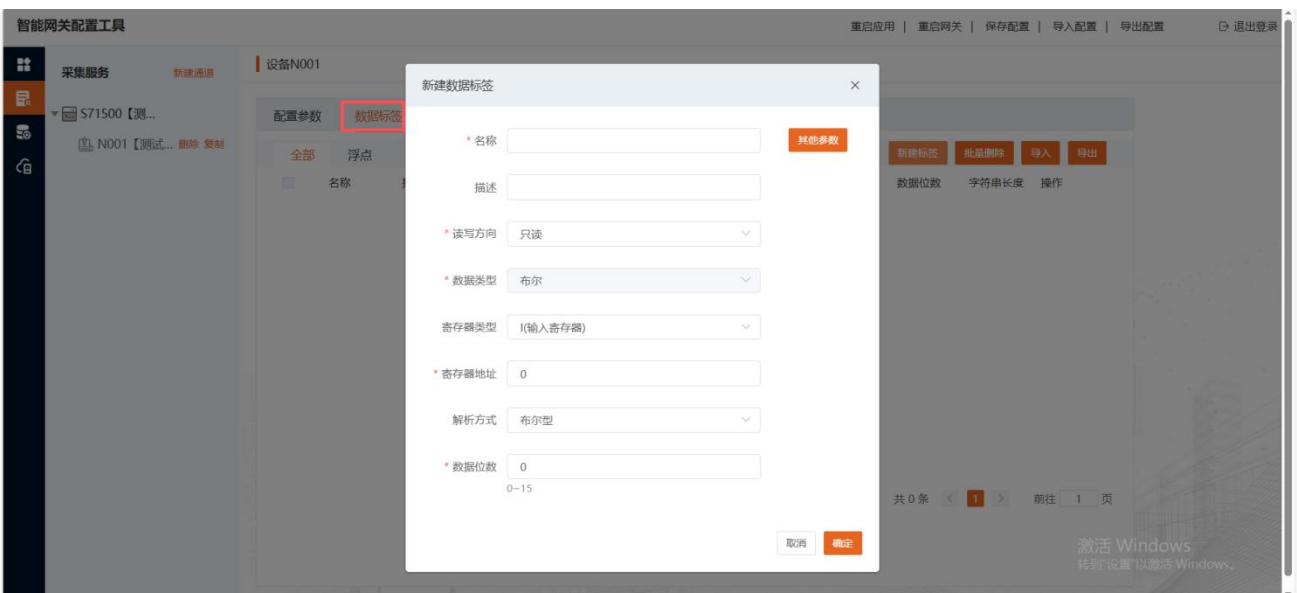 智能网关配置工具
重启应用 | 重启网关 | 保存配置 | 导入配置 | 导出配置 退出登录
采集服务 新建通道
S71500【测...
N001【测试... 删除 复制
设备N001
配置参数 数据标签
全部 浮点
新建标签 批量删除 导入 导出
名称
数据位数 字符串长度 操作
新建数据标签
* 名称
其他参数
描述
* 读写方向 只读
* 数据类型 布尔
寄存器类型 I(输入寄存器)
* 寄存器地址 0
解析方式 布尔型
* 数据位数 0
0~15
取消 确定
共 0 条 < 1 > 前往 1 页
激活 Windows
转到"设置"以激活 Windows。